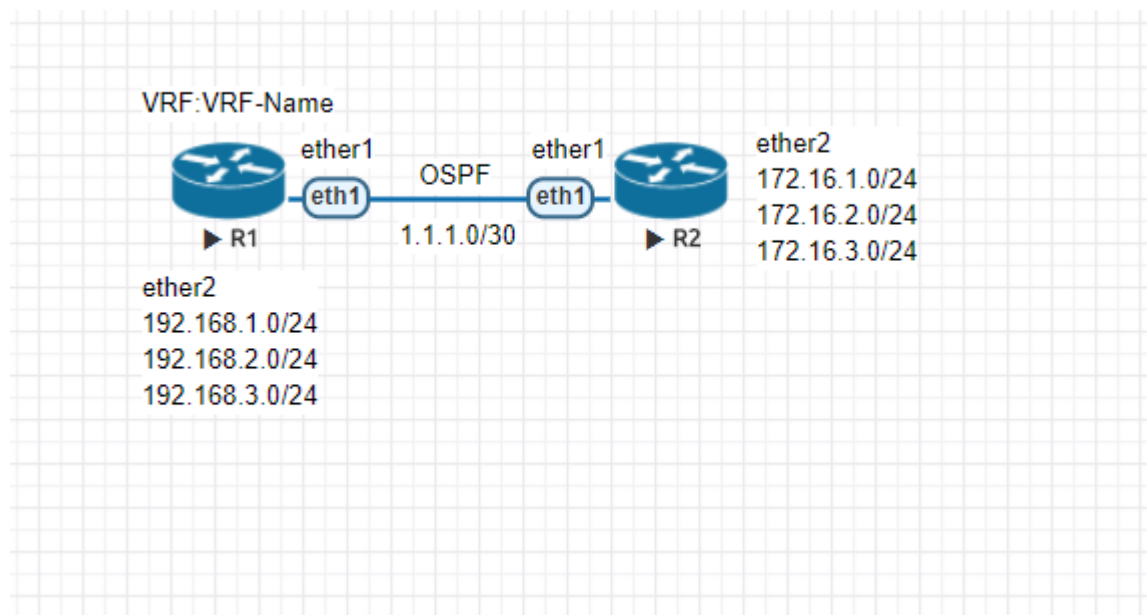 VRF:VRF-Name
ether1
ether1
OSPF
eth1
eth1
1.1.1.0/30
R1
R2
ether2
172.16.1.0/24
172.16.2.0/24
172.16.3.0/24
ether2
192.168.1.0/24
192.168.2.0/24
192.168.3.0/24